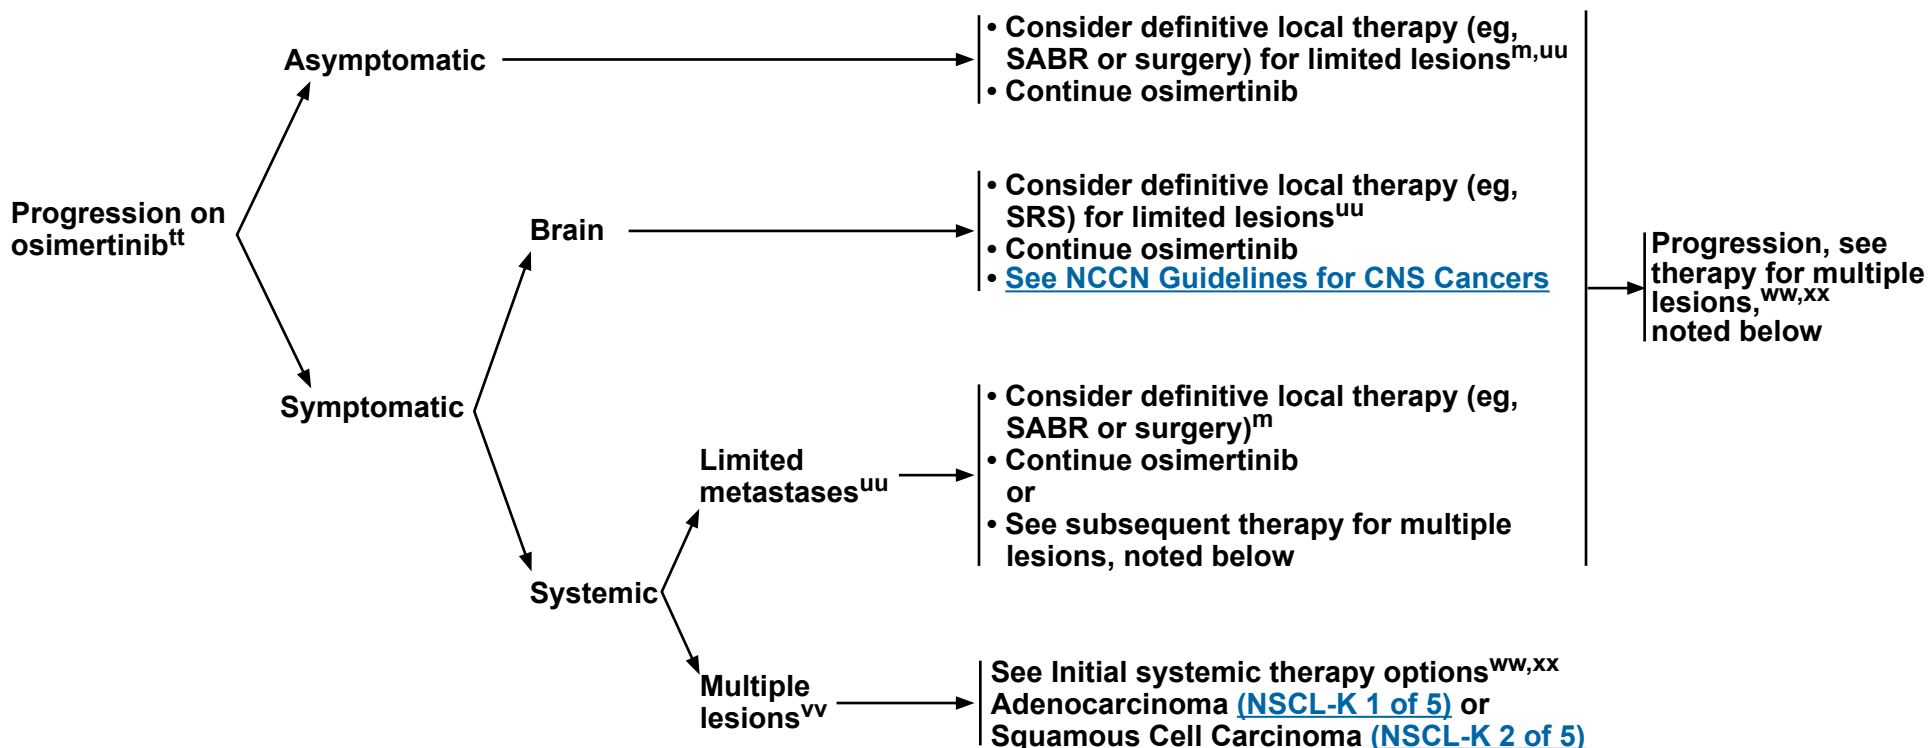 Progression on
osimertinibtt
Asymptomatic
• Consider definitive local therapy (eg,
SABR or surgery) for limited lesionsm,uu
• Continue osimertinib
Symptomatic
Brain
• Consider definitive local therapy (eg,
SRS) for limited lesionsuu
• Continue osimertinib
• See NCCN Guidelines for CNS Cancers
Systemic
Limited
metastasesuu
• Consider definitive local therapy (eg,
SABR or surgery)m
• Continue osimertinib
or
• See subsequent therapy for multiple
lesions, noted below
Multiple
lesionsvv
See Initial systemic therapy optionsww,xx
Adenocarcinoma (NSCL-K 1 of 5) or
Squamous Cell Carcinoma (NSCL-K 2 of 5)
Progression, see
therapy for multiple
lesions,ww,xx
noted below